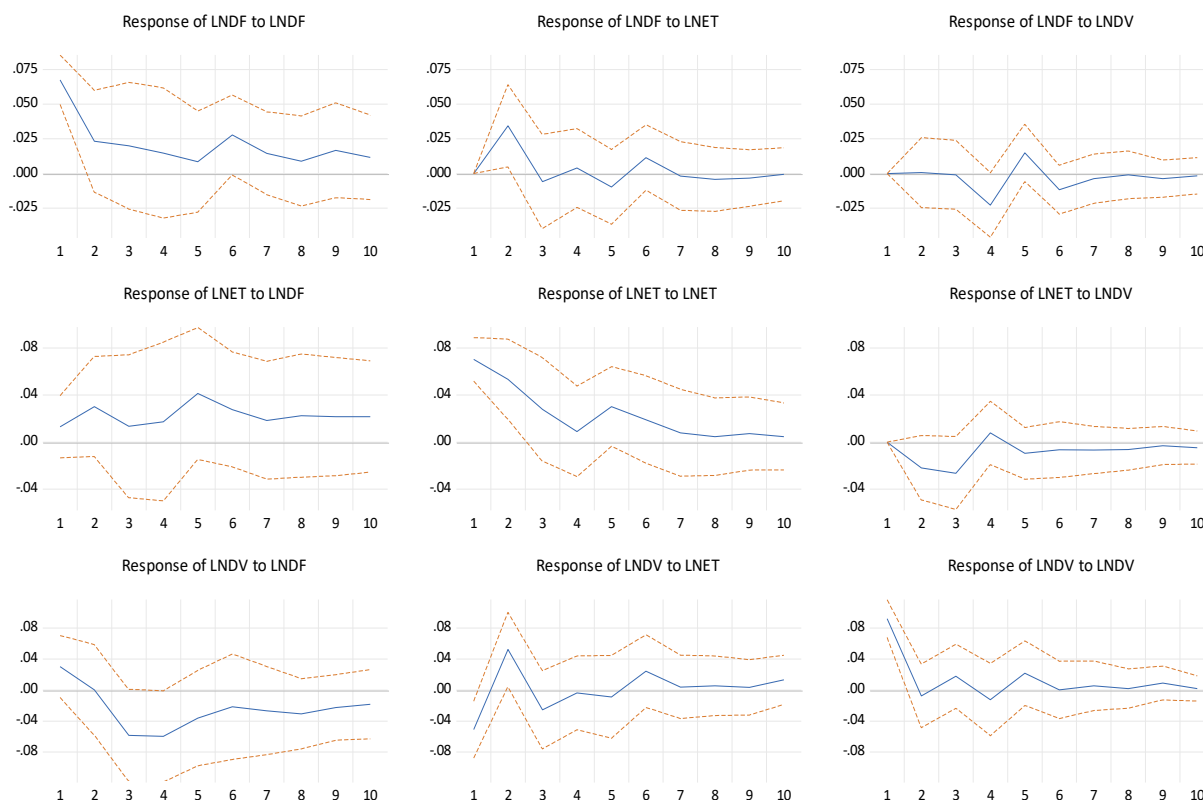 Response of LNDF to LNDF
Response of LNDF to LNET
Response of LNDF to LNDV
.075
.050
.025
.000
-.025
1 2 3 4 5 6 7 8 9 10
.075
.050
.025
.000
-.025
1 2 3 4 5 6 7 8 9 10
.075
.050
.025
.000
-.025
1 2 3 4 5 6 7 8 9 10
Response of LNET to LNDF
Response of LNET to LNET
Response of LNET to LNDV
.08
.04
.00
-.04
1 2 3 4 5 6 7 8 9 10
.08
.04
.00
-.04
1 2 3 4 5 6 7 8 9 10
.08
.04
.00
-.04
1 2 3 4 5 6 7 8 9 10
Response of LNDV to LNDF
Response of LNDV to LNET
Response of LNDV to LNDV
.08
.04
.00
-.04
-.08
1 2 3 4 5 6 7 8 9 10
.08
.04
.00
-.04
-.08
1 2 3 4 5 6 7 8 9 10
.08
.04
.00
-.04
-.08
1 2 3 4 5 6 7 8 9 10